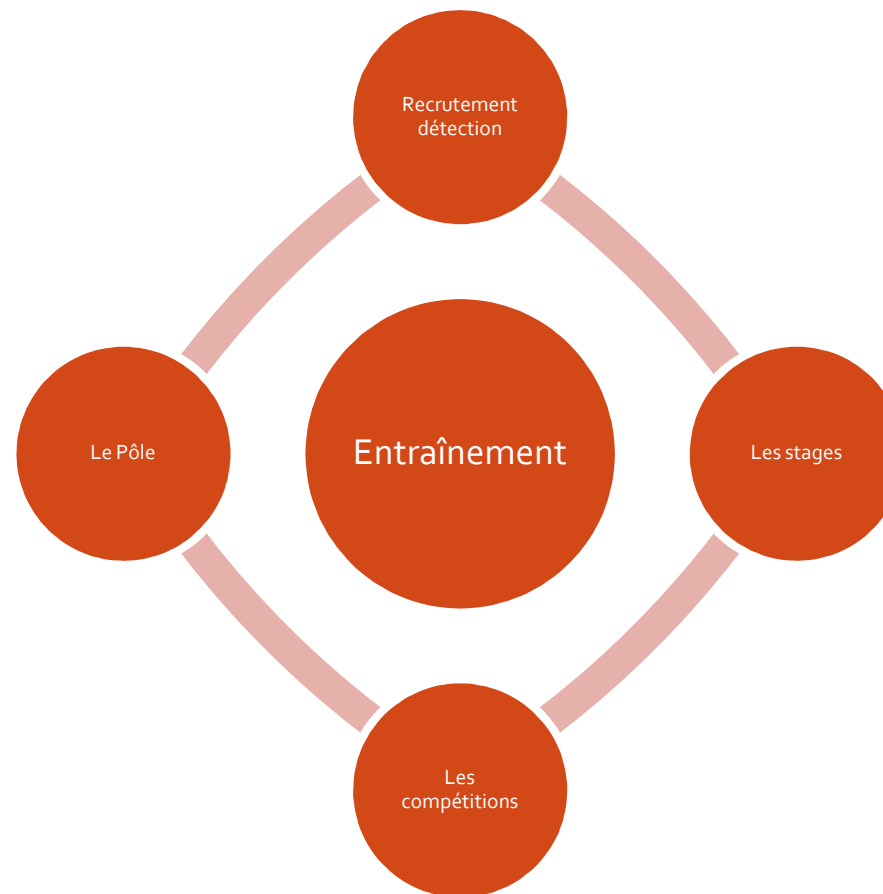 Recrutement
détection
Le Pôle
Entraînement
Les stages
Les
compétitions